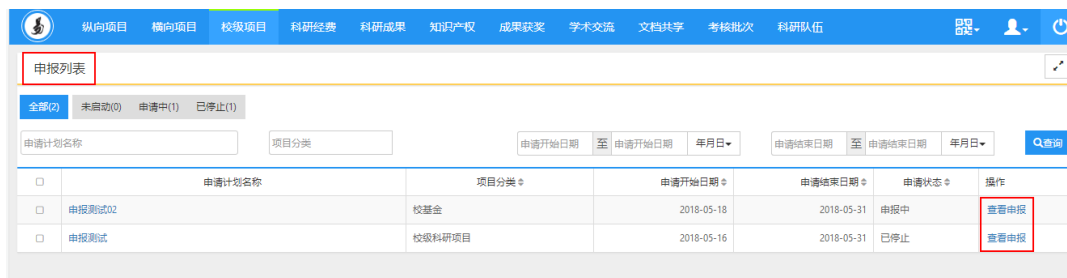 纵向项目 横向项目 校级项目 科研经费 科研成果 知识产权 成果获奖 学术交流 文档共享 考核批次 科研队伍
申报列表
全部(2) 未启动(0) 申请中(1) 已停止(1)
申请计划名称 项目分类 申请开始日期 至 申请开始日期 年月日 申请结束日期 至 申请结束日期 年月日 查询
申请计划名称 项目分类 申请开始日期 申请结束日期 申请状态 操作
申报测试02 校基金 2018-05-18 2018-05-31 申报中 查看申报
申报测试 校级科研项目 2018-05-16 2018-05-31 已停止 查看申报